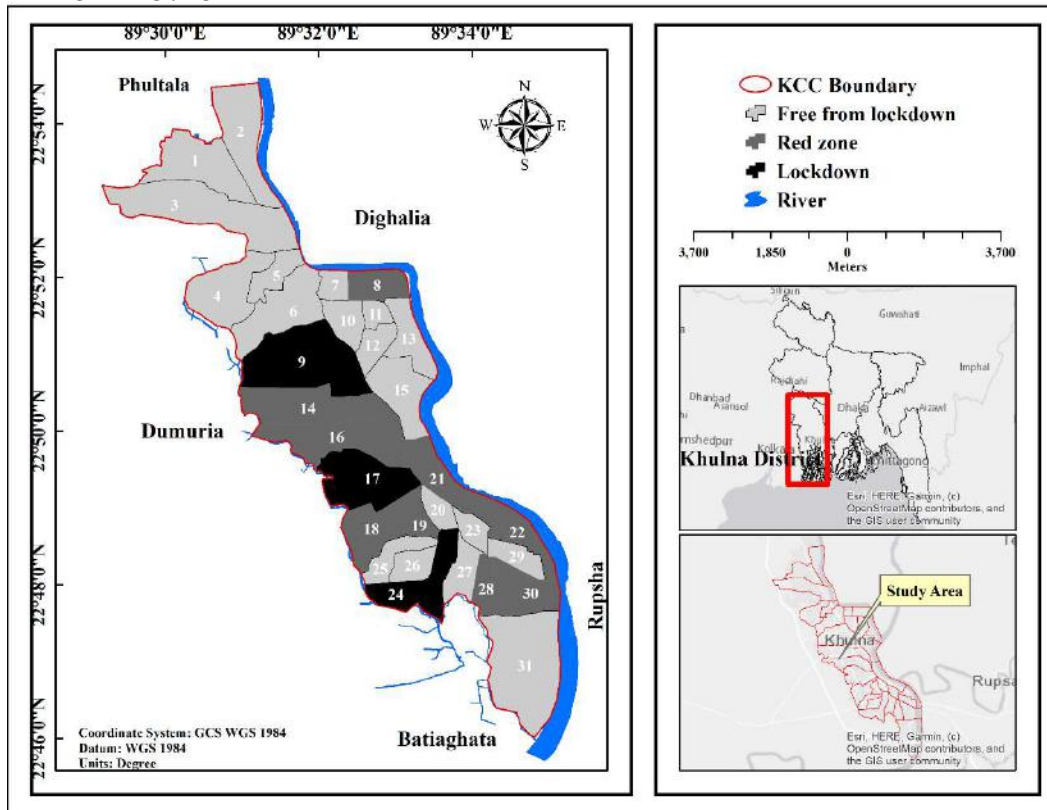 89°30'0"E 89°32'0"E 89°34'0"E
Phultala
N
W E
S
22°54'0"N
22°52'0"N
22°50'0"N
22°48'0"N
22°46'0"N
2
1
3
Dighalia
5
4
6
7
8
10
11
12
13
9
15
14
Dumuria
16
17
21
18
19
20
22
23
25
26
29
24
27
28
30
Rupsha
31
Batiaghata
Coordinate System: GCS WGS 1984
Datum: WGS 1984
Units: Degree
KCC Boundary
Free from lockdown
Red zone
Lockdown
River
3,700 1,850 0 3,700
Meters
Guwahati
Imphal
Rajshahi
Dhanbad
Asansol
Dhaka
Aizawl
mshedpur
Kolkata
Khulna District
hittagong
Esri, HERE, Garmin, (c)
OpenStreetMap contributors, and
the GIS user community
Study Area
Khulna
Rupsa
Esri, HERE, Garmin, (c)
OpenStreetMap contributors, and
the GIS user community